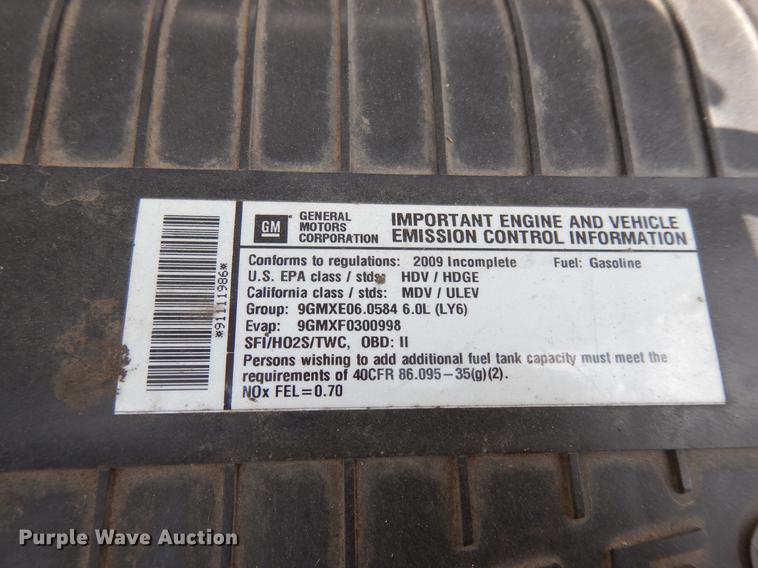 *91111986*
GM
GENERAL
MOTORS
CORPORATION
IMPORTANT ENGINE AND VEHICLE
EMISSION CONTROL INFORMATION
Conforms to regulations: 2009 Incomplete Fuel: Gasoline
U.S. EPA class / stds: HDV / HDGE
California class / stds: MDV / ULEV
Group: 9GMXE06.0584 6.0L (LY6)
Evap: 9GMXF0300998
SFI/HO2S/TWC, OBD: II
Persons wishing to add additional fuel tank capacity must meet the
requirements of 40CFR 86.095-35(g)(2).
NOx FEL=0.70
Purple Wave Auction